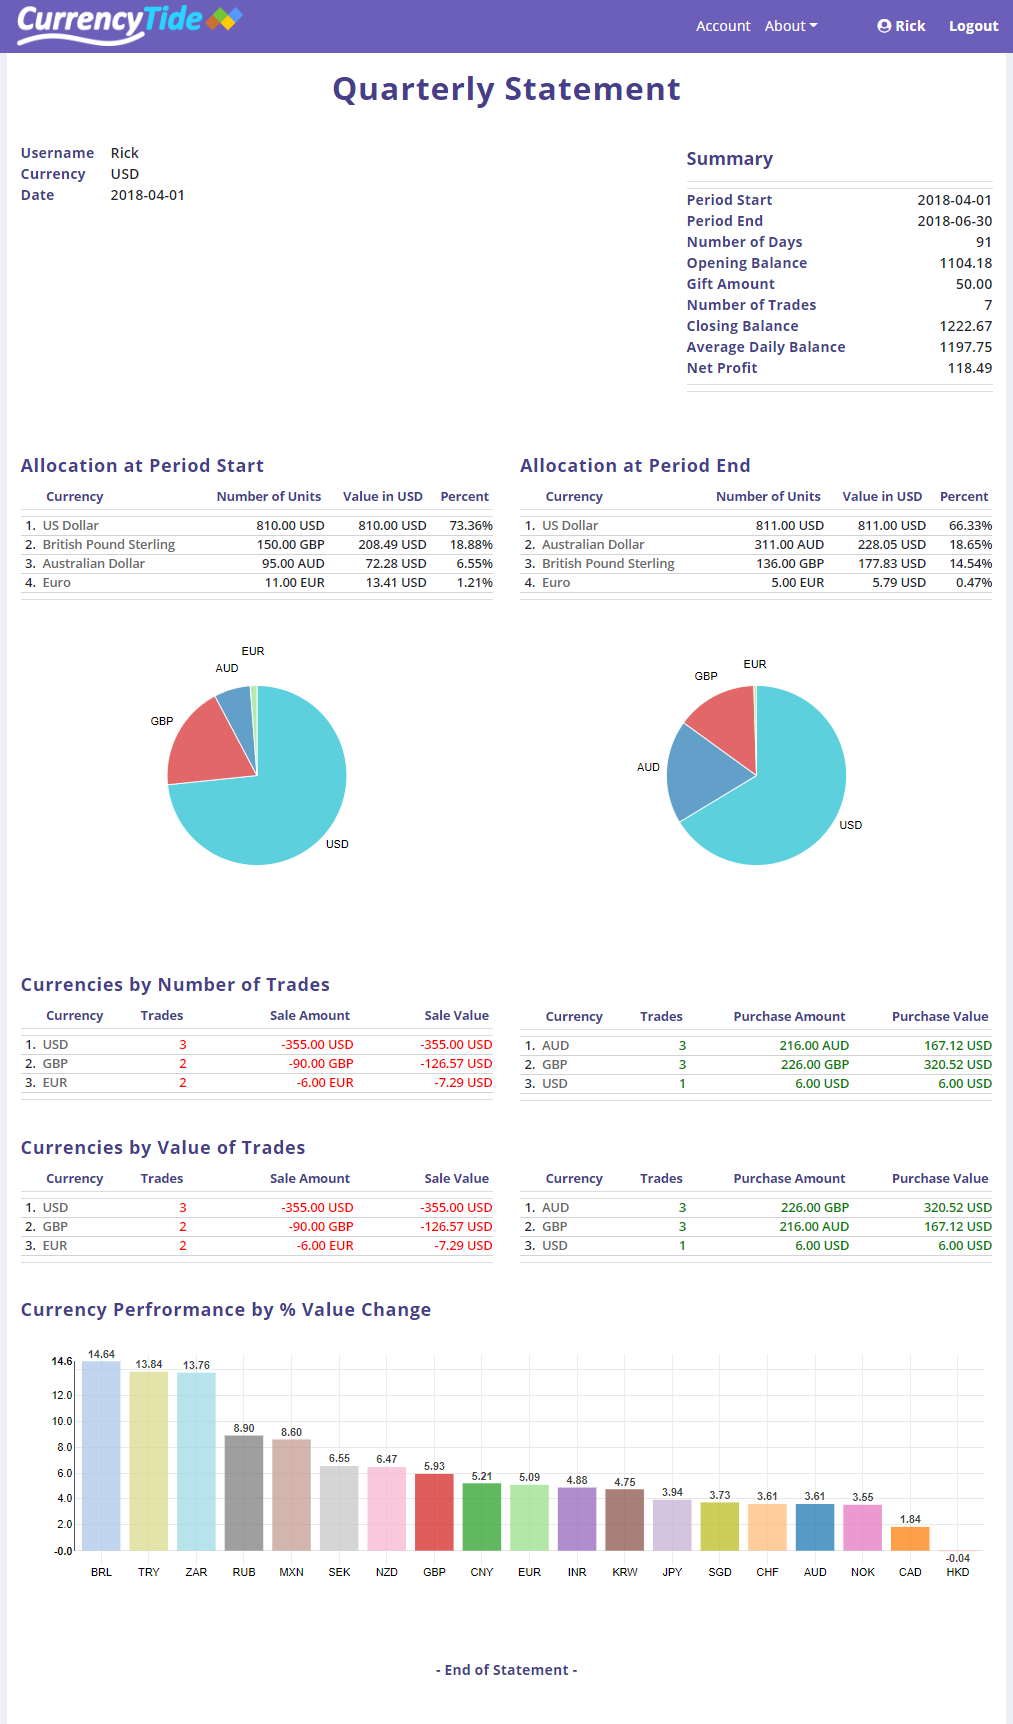 CurrencyTide
Account About Rick Logout
Quarterly Statement
Username Rick
Currency USD
Date 2018-04-01
Summary
Period Start 2018-04-01
Period End 2018-06-30
Number of Days 91
Opening Balance 1104.18
Gift Amount 50.00
Number of Trades 7
Closing Balance 1222.67
Average Daily Balance 1197.75
Net Profit 118.49
Allocation at Period Start
Currency Number of Units Value in USD Percent
1. US Dollar 810.00 USD 810.00 USD 73.36%
2. British Pound Sterling 150.00 GBP 208.49 USD 18.88%
3. Australian Dollar 95.00 AUD 72.28 USD 6.55%
4. Euro 11.00 EUR 13.41 USD 1.21%
Allocation at Period End
Currency Number of Units Value in USD Percent
1. US Dollar 811.00 USD 811.00 USD 66.33%
2. Australian Dollar 311.00 AUD 228.05 USD 18.65%
3. British Pound Sterling 136.00 GBP 177.83 USD 14.54%
4. Euro 5.00 EUR 5.79 USD 0.47%
EUR
AUD
GBP
USD
EUR
GBP
AUD
USD
Currencies by Number of Trades
Currency Trades Sale Amount Sale Value
1. USD 3 -355.00 USD -355.00 USD
2. GBP 2 -90.00 GBP -126.57 USD
3. EUR 2 -6.00 EUR -7.29 USD
Currency Trades Purchase Amount Purchase Value
1. AUD 3 216.00 AUD 167.12 USD
2. GBP 3 226.00 GBP 320.52 USD
3. USD 1 6.00 USD 6.00 USD
Currencies by Value of Trades
Currency Trades Sale Amount Sale Value
1. USD 3 -355.00 USD -355.00 USD
2. GBP 2 -90.00 GBP -126.57 USD
3. EUR 2 -6.00 EUR -7.29 USD
Currency Trades Purchase Amount Purchase Value
1. AUD 3 226.00 GBP 320.52 USD
2. GBP 3 216.00 AUD 167.12 USD
3. USD 1 6.00 USD 6.00 USD
Currency Perfrormance by % Value Change
14.6
12.0
10.0
8.0
6.0
4.0
2.0
-0.0
14.64 13.84 13.76 8.90 8.60 6.55 6.47 5.93 5.21 5.09 4.88 4.75 3.94 3.73 3.61 3.61 3.55 1.84 -0.04
BRL TRY ZAR RUB MXN SEK NZD GBP CNY EUR INR KRW JPY SGD CHF AUD NOK CAD HKD
- End of Statement -